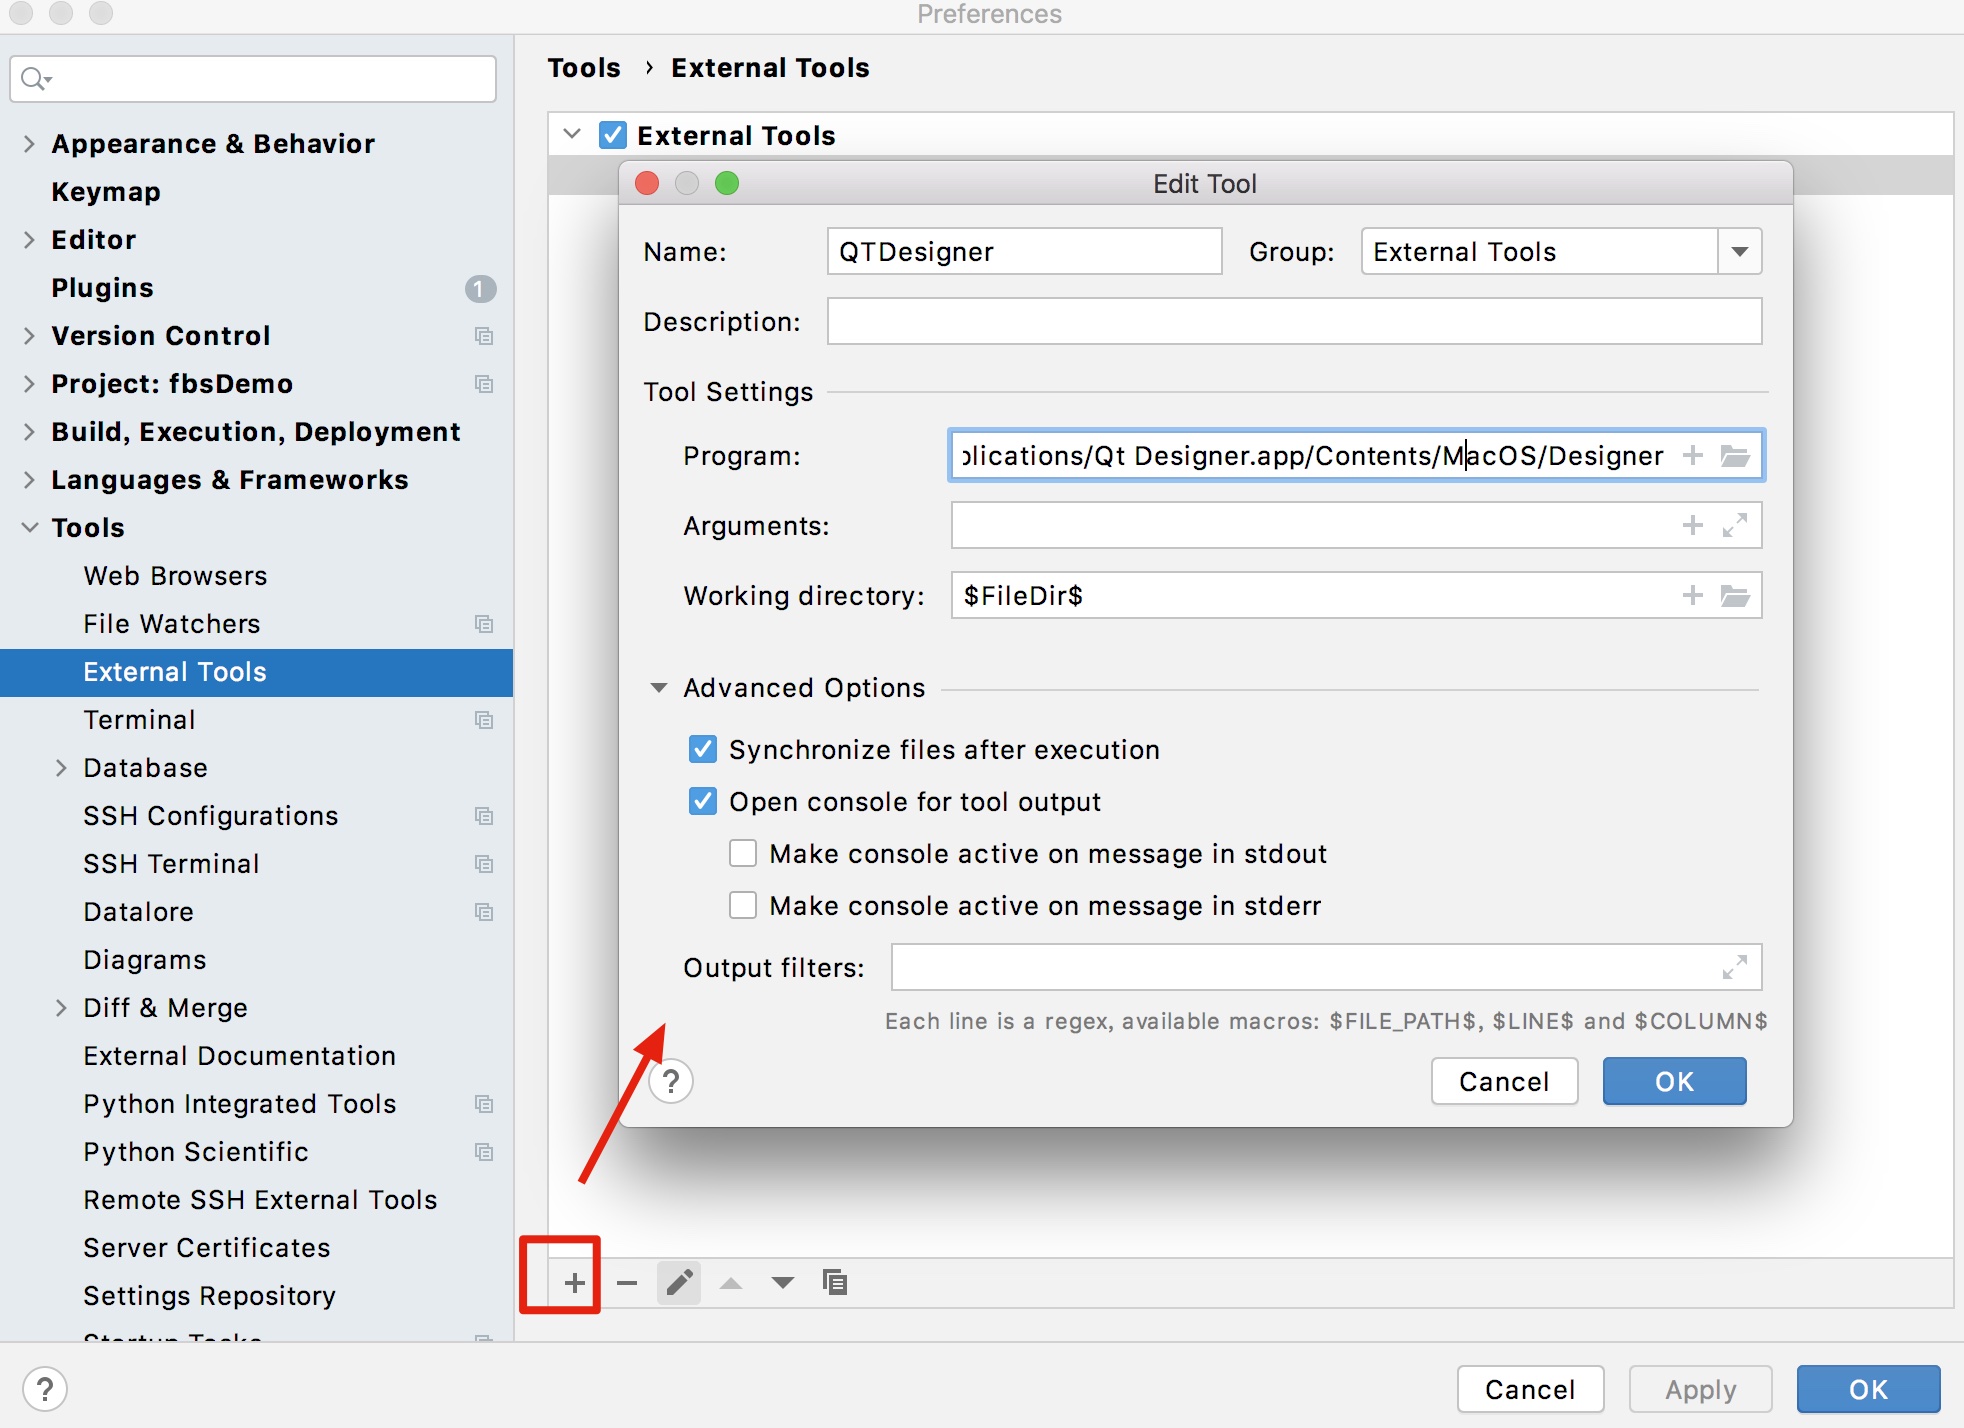 Preferences
Tools › External Tools
Appearance & Behavior
Keymap
Editor
Plugins 1
Version Control
Project: fbsDemo
Build, Execution, Deployment
Languages & Frameworks
Tools
Web Browsers
File Watchers
External Tools
Terminal
Database
SSH Configurations
SSH Terminal
Datalore
Diagrams
Diff & Merge
External Documentation
Python Integrated Tools
Python Scientific
Remote SSH External Tools
Server Certificates
Settings Repository
External Tools
Edit Tool
Name: QTDesigner Group: External Tools
Description:
Tool Settings
Program: plications/Qt Designer.app/Contents/MacOS/Designer
Arguments:
Working directory: $FileDir$
Advanced Options
Synchronize files after execution
Open console for tool output
Make console active on message in stdout
Make console active on message in stderr
Output filters:
Each line is a regex, available macros: $FILE_PATH$, $LINE$ and $COLUMN$
? Cancel OK
? Cancel Apply OK